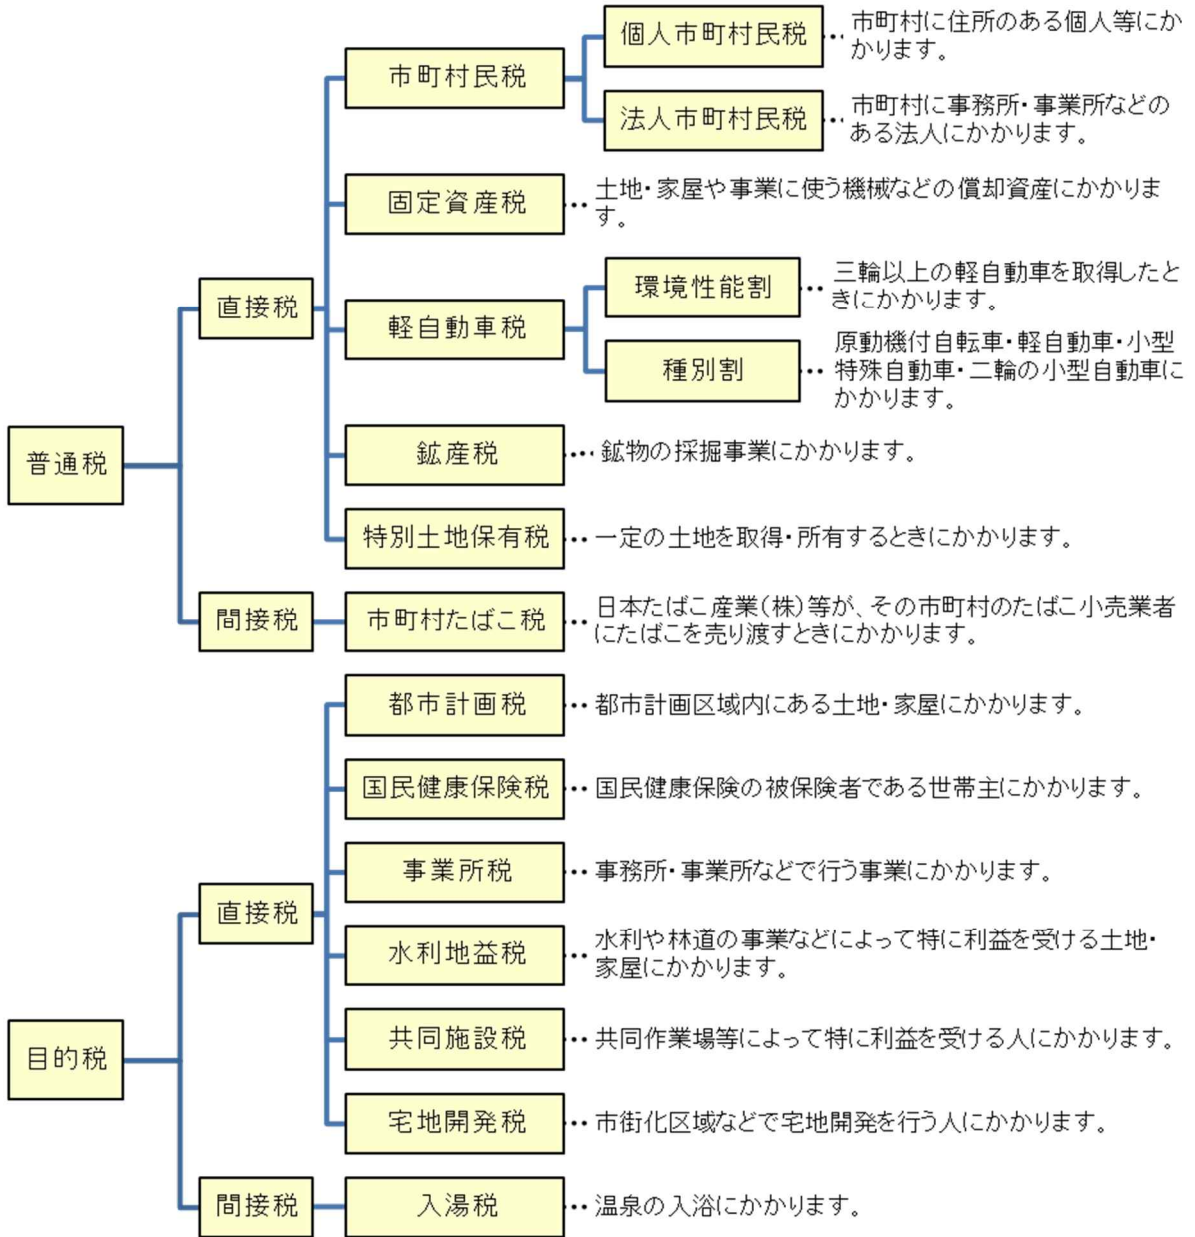 普通税
直接税
市町村民税
個人市町村民税
…市町村に住所のある個人等にか
かります。
法人市町村民税
…市町村に事務所・事業所などの
ある法人にかかります。
固定資産税
…土地・家屋や事業に使う機械などの償却資産にかかりま
す。
軽自動車税
環境性能割
…三輪以上の軽自動車を取得したと
きにかかります。
種別割
…原動機付自転車・軽自動車・小型
特殊自動車・二輪の小型自動車に
かかります。
鉱産税
…鉱物の採掘事業にかかります。
特別土地保有税
…一定の土地を取得・所有するときにかかります。
間接税
市町村たばこ税
…日本たばこ産業(株)等が、その市町村のたばこ小売業者
にたばこを売り渡すときにかかります。
目的税
直接税
都市計画税
…都市計画区域内にある土地・家屋にかかります。
国民健康保険税
…国民健康保険の被保険者である世帯主にかかります。
事業所税
…事務所・事業所などで行う事業にかかります。
水利地益税
…水利や林道の事業などによって特に利益を受ける土地・
家屋にかかります。
共同施設税
…共同作業場等によって特に利益を受ける人にかかります。
宅地開発税
…市街化区域などで宅地開発を行う人にかかります。
間接税
入湯税
…温泉の入浴にかかります。